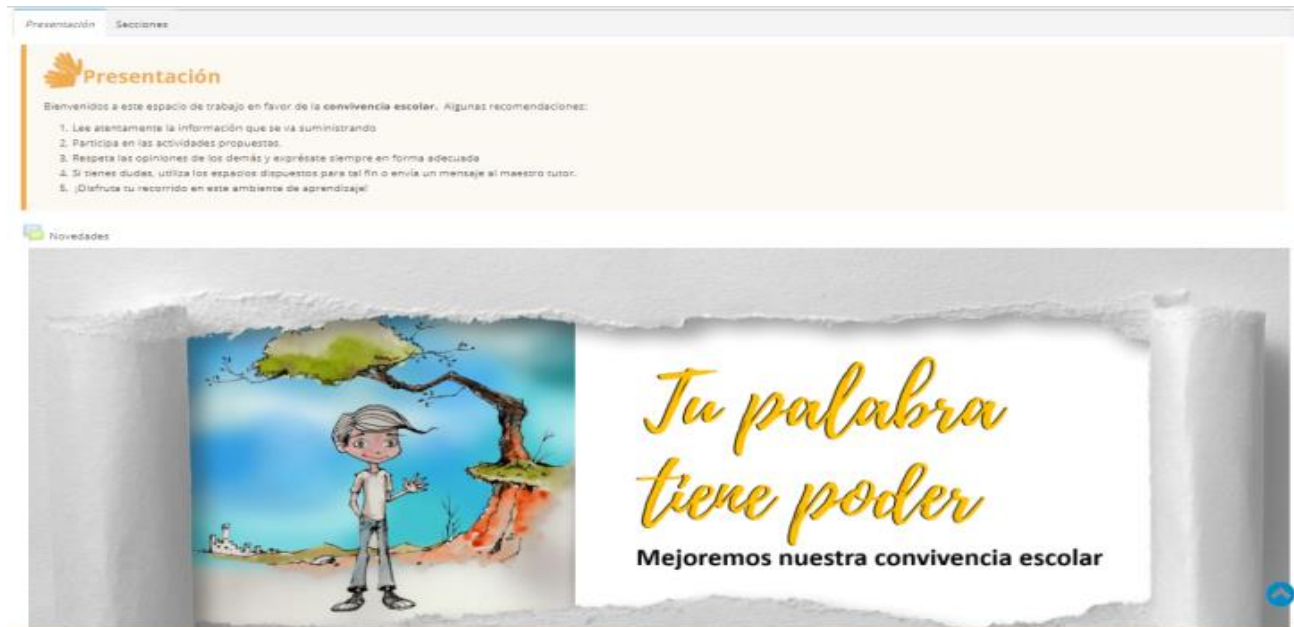 Presentación Secciones
Presentación
Bienvenidos a este espacio de trabajo en favor de la convivencia escolar. Algunas recomendaciones:
1. Lee atentamente la información que se va suministrando
2. Participa en las actividades propuestas.
3. Respeta las opiniones de los demás y exprésate siempre en forma adecuada
4. Si tienes dudas, utiliza los espacios dispuestos para tal fin o envía un mensaje al maestro tutor.
5. ¡Disfruta tu recorrido en este ambiente de aprendizaje!
Novedades
Tu palabra
tiene poder
Mejoremos nuestra convivencia escolar